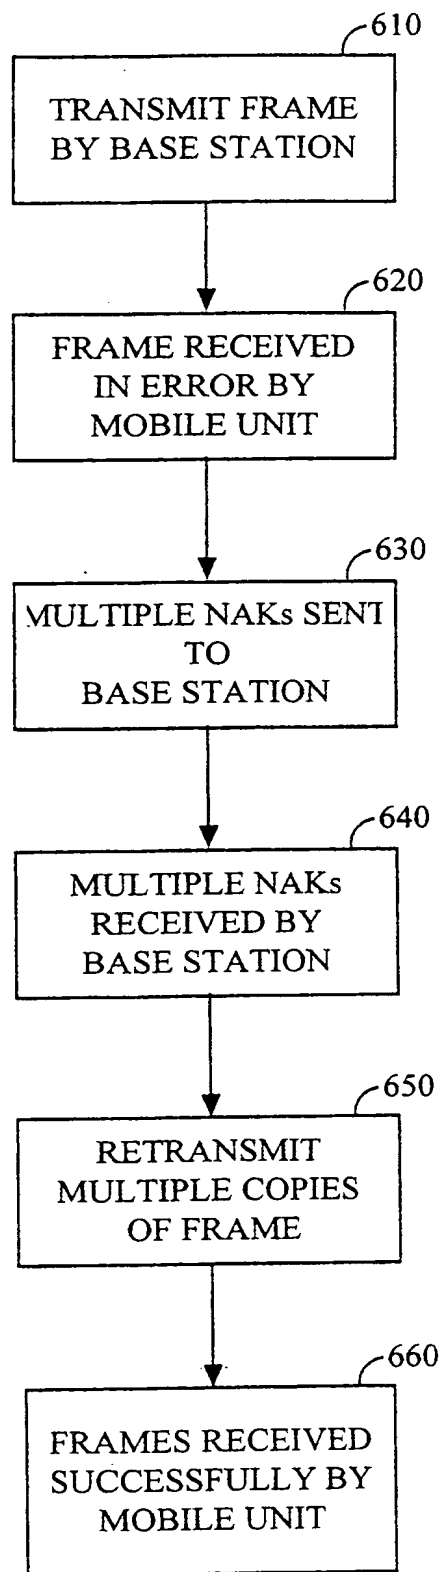 610
TRANSMIT FRAME
BY BASE STATION
620
FRAME RECEIVED
IN ERROR BY
MOBILE UNIT
630
MULTIPLE NAKs SENT
TO
BASE STATION
640
MULTIPLE NAKs
RECEIVED BY
BASE STATION
650
RETRANSMIT
MULTIPLE COPIES
OF FRAME
660
FRAMES RECEIVED
SUCCESSFULLY BY
MOBILE UNIT